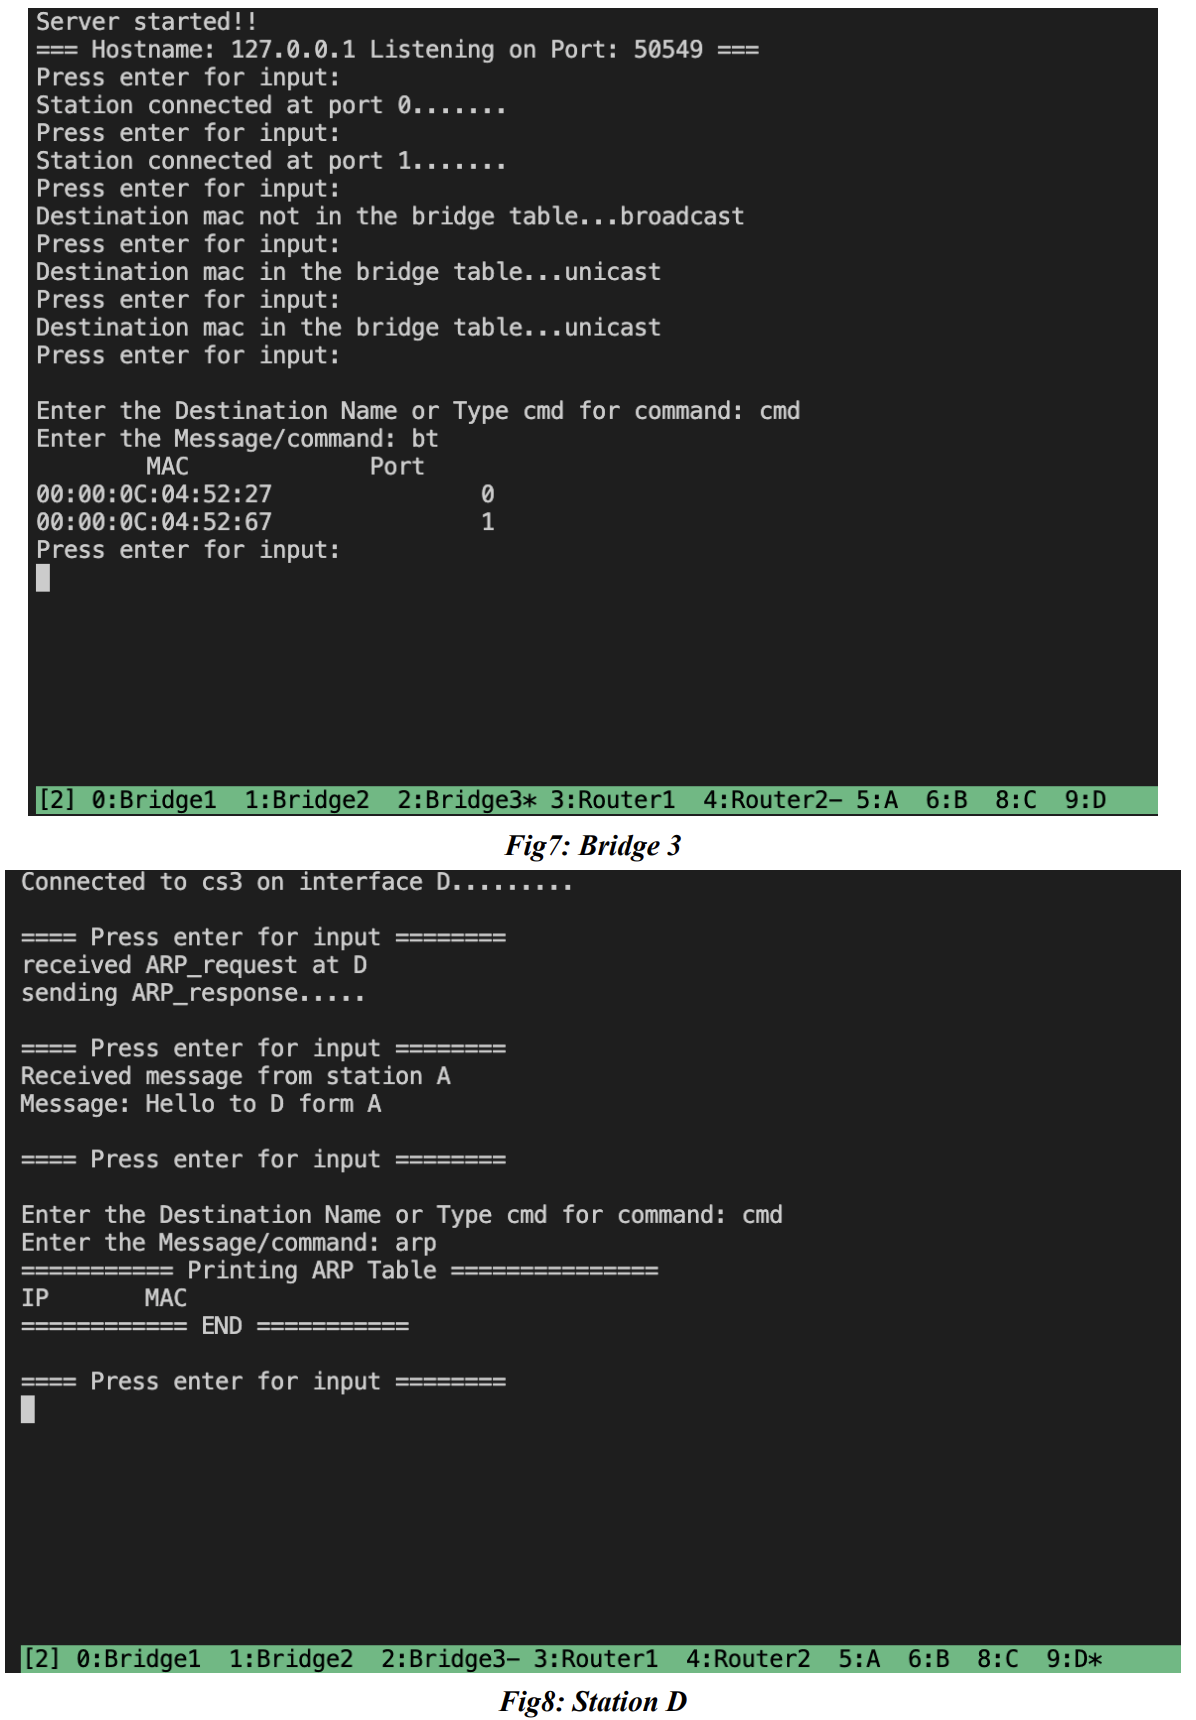 Server started!!
=== Hostname: 127.0.0.1 Listening on Port: 50549 ===
Press enter for input:
Station connected at port 0.......
Press enter for input:
Station connected at port 1.......
Press enter for input:
Destination mac not in the bridge table...broadcast
Press enter for input:
Destination mac in the bridge table...unicast
Press enter for input:
Destination mac in the bridge table...unicast
Press enter for input:
Enter the Destination Name or Type cmd for command: cmd
Enter the Message/command: bt
MAC Port
00:00:0C:04:52:27 0
00:00:0C:04:52:67 1
Press enter for input:
[2] 0:Bridge1 1:Bridge2 2:Bridge3* 3:Router1 4:Router2- 5:A 6:B 8:C 9:D
Fig7: Bridge 3
Connected to cs3 on interface D.........
==== Press enter for input ========
received ARP_request at D
sending ARP_response.....
==== Press enter for input ========
Received message from station A
Message: Hello to D form A
==== Press enter for input ========
Enter the Destination Name or Type cmd for command: cmd
Enter the Message/command: arp
=========== Printing ARP Table ===============
IP MAC
============ END ===========
==== Press enter for input ========
[2] 0:Bridge1 1:Bridge2 2:Bridge3- 3:Router1 4:Router2 5:A 6:B 8:C 9:D*
Fig8: Station D